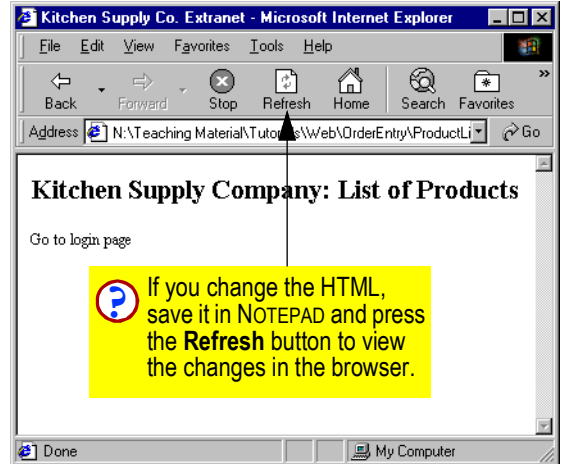 Kitchen Supply Co. Extranet - Microsoft Internet Explorer
File Edit View Favorites Tools Help
Back Forward Stop Refresh Home Search Favorites »
Address N:\Teaching Material\Tutorials\Web\OrderEntry\ProductLi Go
Kitchen Supply Company: List of Products
Go to login page
? If you change the HTML,
save it in NOTEPAD and press
the Refresh button to view
the changes in the browser.
Done My Computer